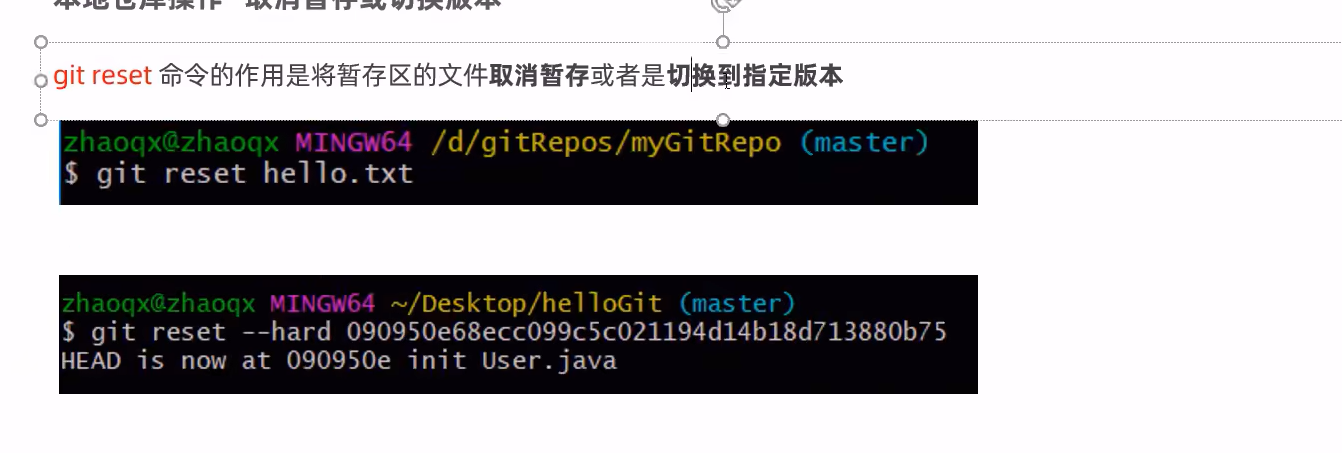 本地仓库操作 取消暂存或切换版本
git reset 命令的作用是将暂存区的文件取消暂存或者是切换到指定版本
zhaoqx@zhaoqx MINGW64 /d/gitRepos/myGitRepo (master)
$ git reset hello.txt
zhaoqx@zhaoqx MINGW64 ~/Desktop/helloGit (master)
$ git reset --hard 090950e68ecc099c5c021194d14b18d713880b75
HEAD is now at 090950e init User.java